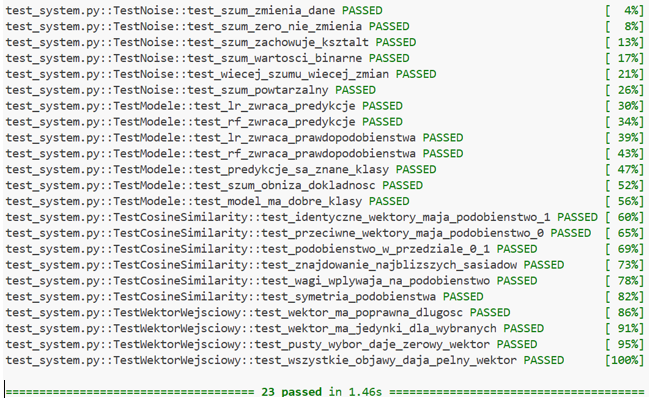 test_system.py::TestNoise::test_szum_zmienia_dane PASSED [ 4%]
test_system.py::TestNoise::test_szum_zero_nie_zmienia PASSED [ 8%]
test_system.py::TestNoise::test_szum_zachowuje_ksztalt PASSED [ 13%]
test_system.py::TestNoise::test_szum_wartosci_binarne PASSED [ 17%]
test_system.py::TestNoise::test_wiecej_szumu_wiecej_zmian PASSED [ 21%]
test_system.py::TestNoise::test_szum_powtarzalny PASSED [ 26%]
test_system.py::TestModele::test_lr_zwraca_predykcje PASSED [ 30%]
test_system.py::TestModele::test_rf_zwraca_predykcje PASSED [ 34%]
test_system.py::TestModele::test_lr_zwraca_prawdopodobienstwa PASSED [ 39%]
test_system.py::TestModele::test_rf_zwraca_prawdopodobienstwa PASSED [ 43%]
test_system.py::TestModele::test_predykcje_sa_znane_klasy PASSED [ 47%]
test_system.py::TestModele::test_szum_obniza_dokladnosc PASSED [ 52%]
test_system.py::TestModele::test_model_ma_dobre_klasy PASSED [ 56%]
test_system.py::TestCosineSimilarity::test_identyczne_wektory_maja_podobienstwo_1 PASSED [ 60%]
test_system.py::TestCosineSimilarity::test_przeciwne_wektory_maja_podobienstwo_0 PASSED [ 65%]
test_system.py::TestCosineSimilarity::test_podobienstwo_w_przedziale_0_1 PASSED [ 69%]
test_system.py::TestCosineSimilarity::test_znajdowanie_najblizszych_sasiadow PASSED [ 73%]
test_system.py::TestCosineSimilarity::test_wagi_wplywaja_na_podobienstwo PASSED [ 78%]
test_system.py::TestCosineSimilarity::test_symetria_podobienstwa PASSED [ 82%]
test_system.py::TestWektorWejsciowy::test_wektor_ma_poprawna_dlugosc PASSED [ 86%]
test_system.py::TestWektorWejsciowy::test_wektor_ma_jedynki_dla_wybranych PASSED [ 91%]
test_system.py::TestWektorWejsciowy::test_pusty_wybor_daje_zerowy_wektor PASSED [ 95%]
test_system.py::TestWektorWejsciowy::test_wszystkie_objawy_daja_pelny_wektor PASSED [100%]
=================================== 23 passed in 1.46s ====================================